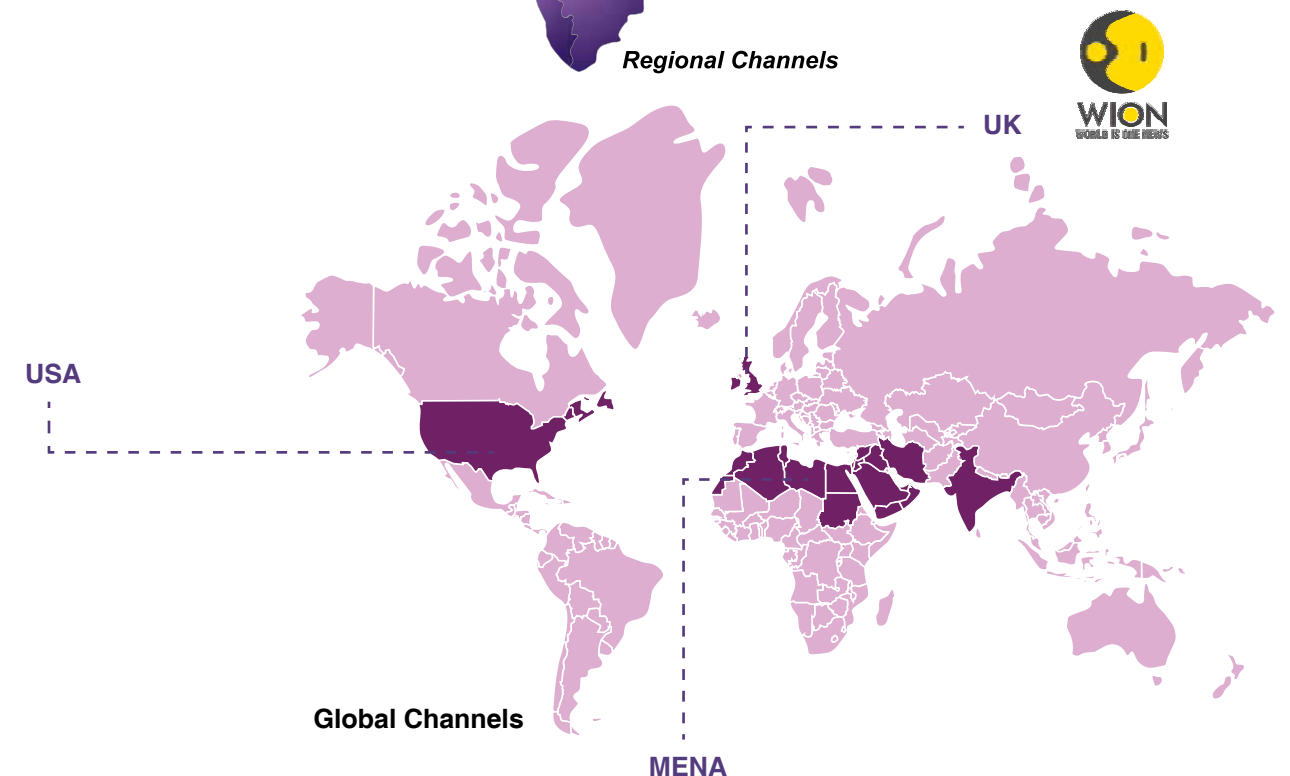 Regional Channels
WION
WORLD IS ONE NEWS
UK
USA
Global Channels
MENA